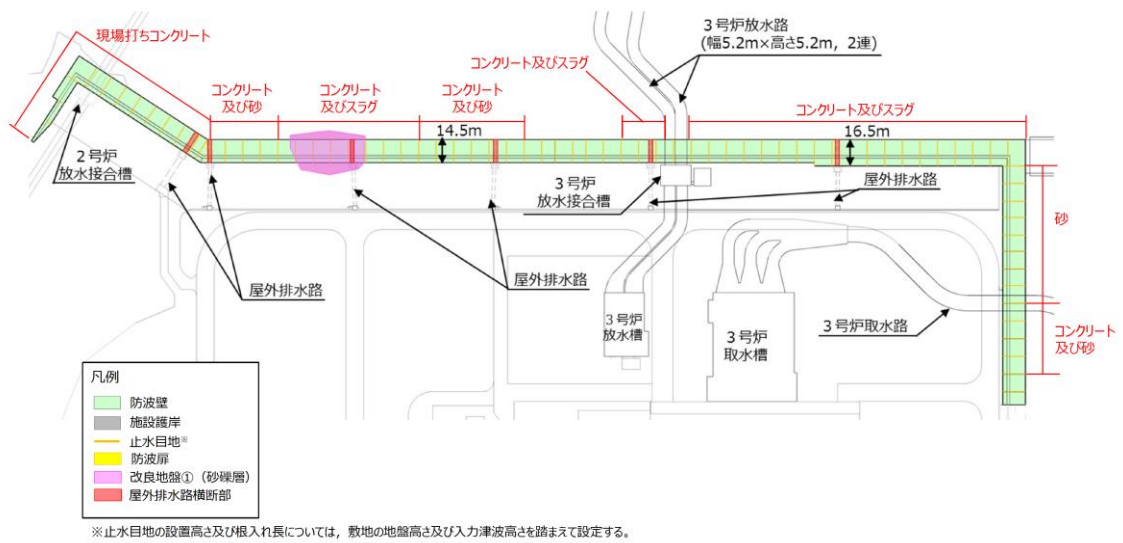 3号炉放水路
(幅5.2m×高さ5.2m，2連)
現場打ちコンクリート
コンクリート及びスラグ
コンクリート
及び砂
コンクリート
及びスラグ
コンクリート
及び砂
コンクリート及びスラグ
14.5m
16.5m
2号炉
放水接合槽
3号炉
放水接合槽
屋外排水路
砂
屋外排水路
屋外排水路
3号炉
放水槽
3号炉
取水槽
3号炉取水路
コンクリート
及び砂
凡例
防波壁
施設護岸
止水目地※
防波扉
改良地盤①（砂礫層）
屋外排水路横断部
※止水目地の設置高さ及び根入れ長については，敷地の地盤高さ及び入力津波高さを踏まえて設定する。